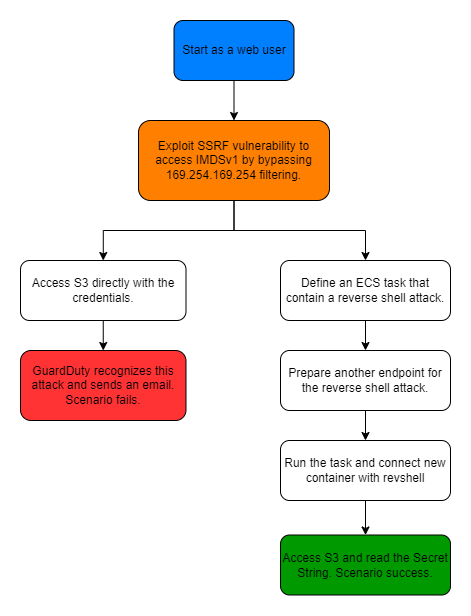 Start as a web user
Exploit SSRF vulnerability to
access IMDSv1 by bypassing
169.254.169.254 filtering.
Access S3 directly with the
credentials.
GuardDuty recognizes this
attack and sends an email.
Scenario fails.
Define an ECS task that
contain a reverse shell attack.
Prepare another endpoint for
the reverse shell attack.
Run the task and connect new
container with revshell
Access S3 and read the Secret
String. Scenario success.